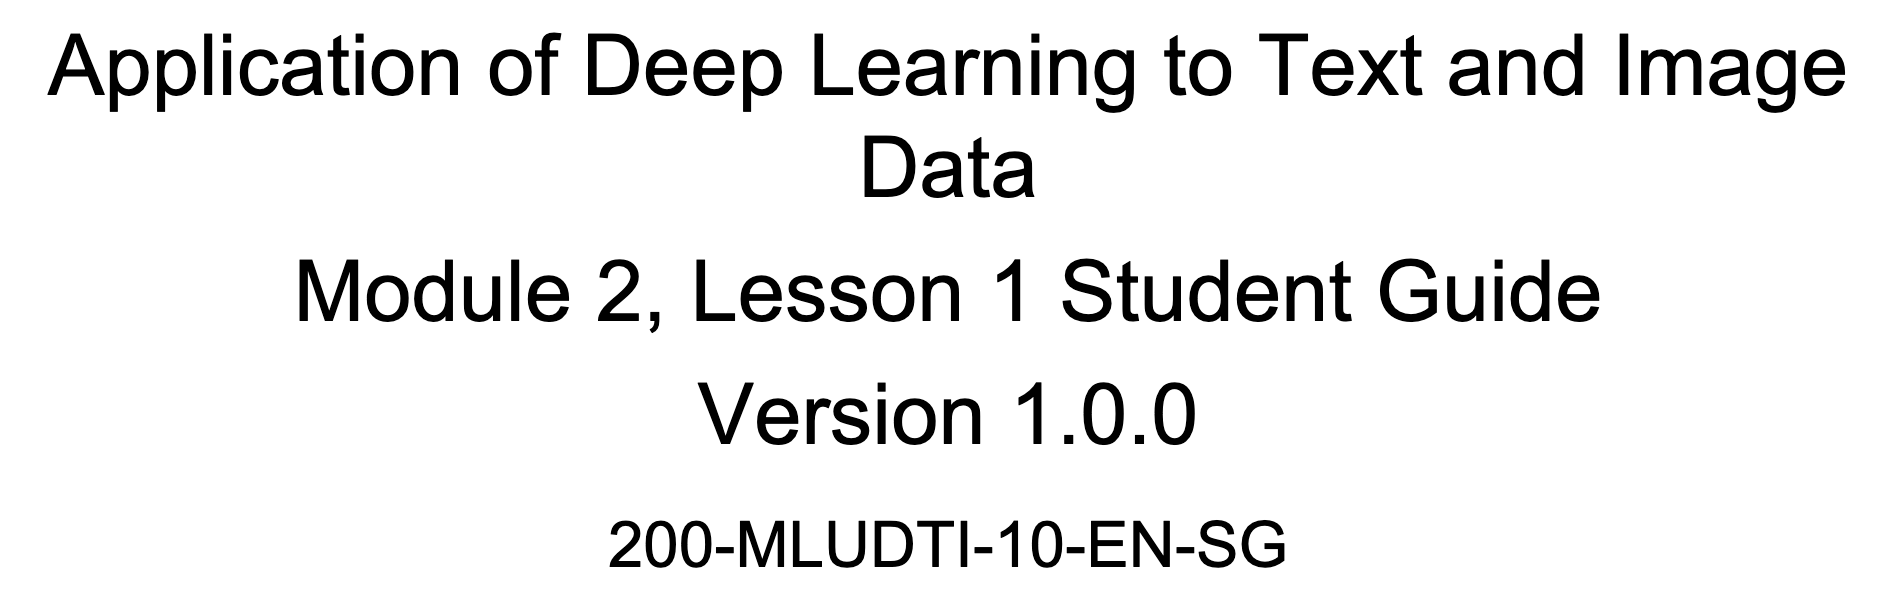 Application of Deep Learning to Text and Image
Data
Module 2, Lesson 1 Student Guide
Version 1.0.0
200-MLUDTI-10-EN-SG